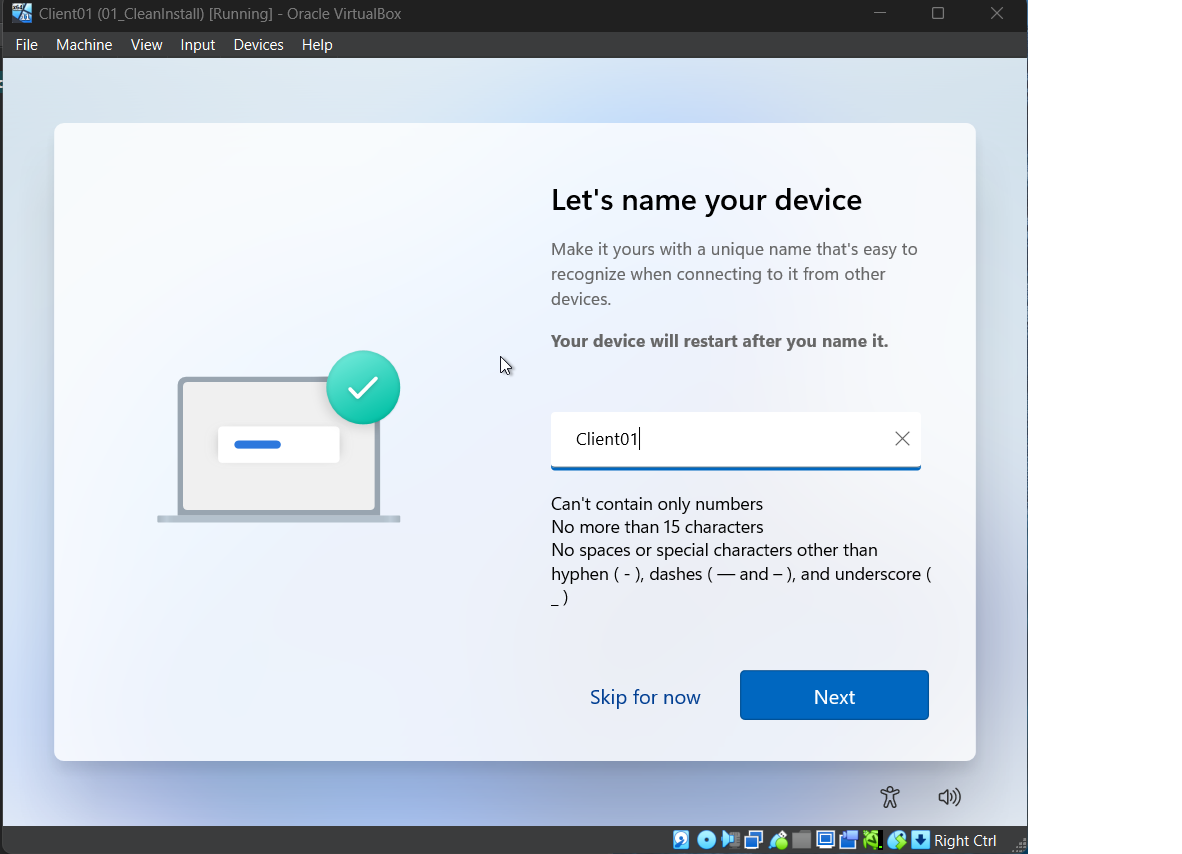 Client01 (01_CleanInstall) [Running] - Oracle VirtualBox
File Machine View Input Devices Help
Let's name your device
Make it yours with a unique name that's easy to
recognize when connecting to it from other
devices.
Your device will restart after you name it.
Client01
Can't contain only numbers
No more than 15 characters
No spaces or special characters other than
hyphen ( - ), dashes ( — and – ), and underscore (
_ )
Skip for now Next
Right Ctrl